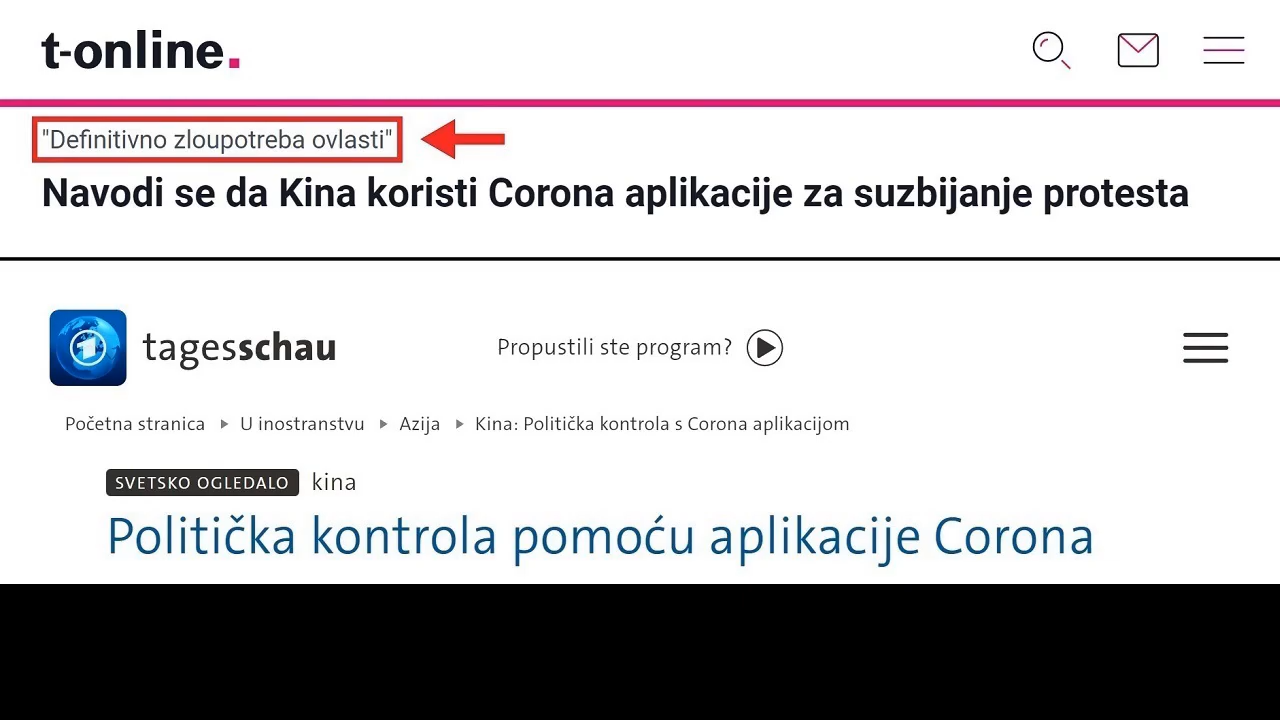 t-online.
"Definitivno zloupotreba ovlasti"
Navodi se da Kina koristi Corona aplikacije za suzbijanje protesta
1 tagesschau
Propustili ste program?
Početna stranica U inostranstvu Azija Kina: Politička kontrola s Corona aplikacijom
SVETSKO OGLEDALO kina
Politička kontrola pomoću aplikacije Corona